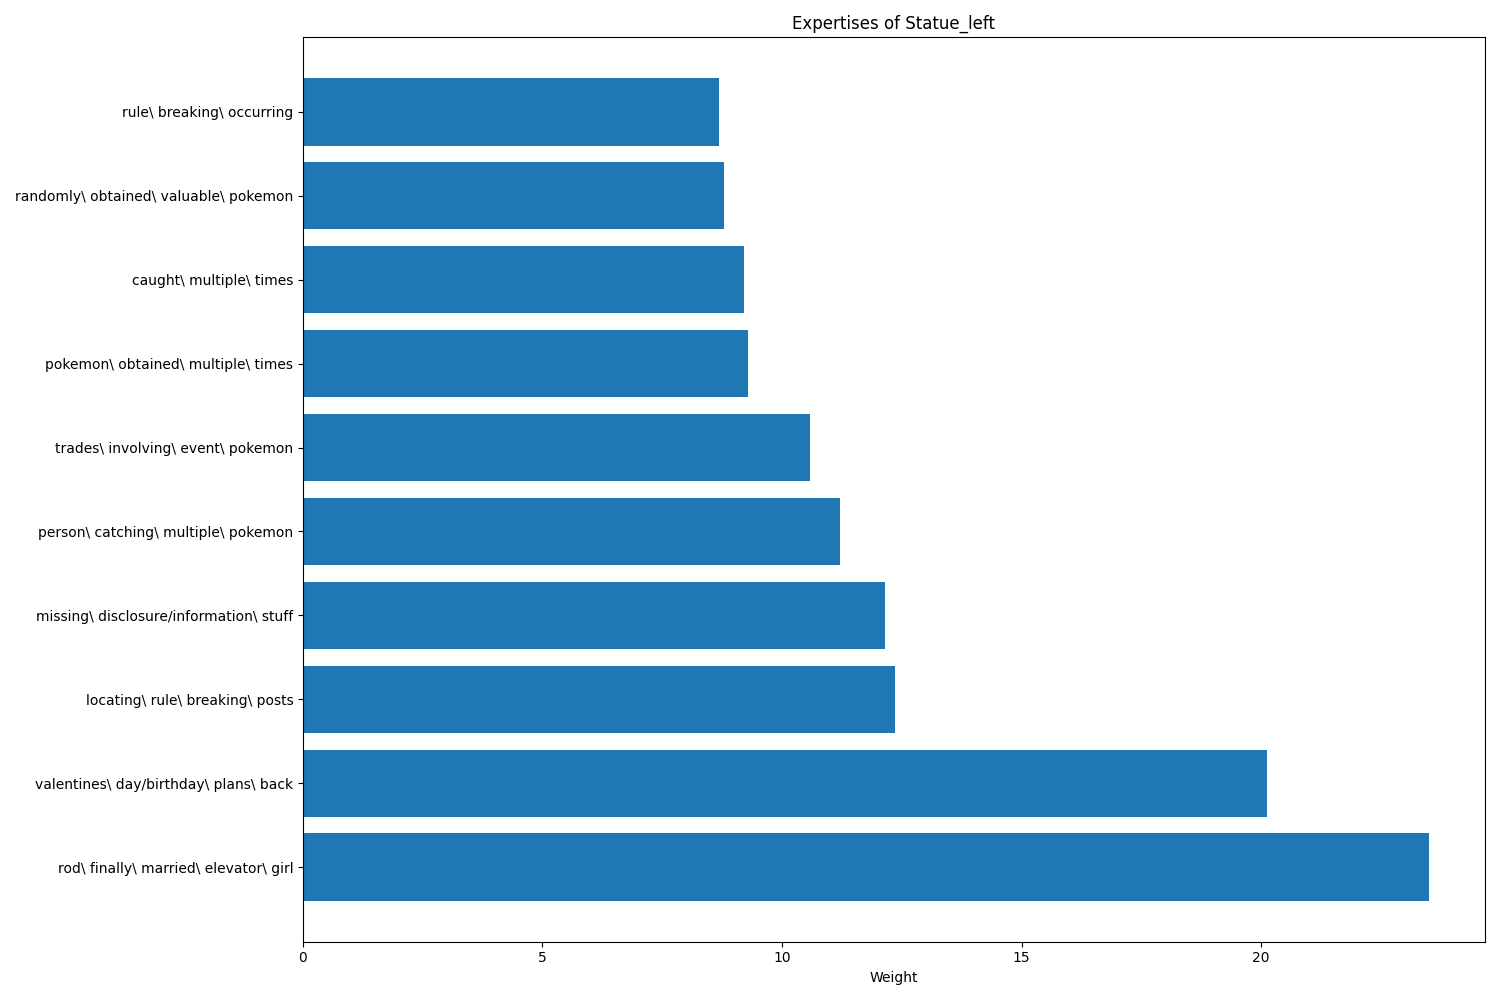 Expertises of Statue_left
rule\ breaking\ occurring
randomly\ obtained\ valuable\ pokemon
caught\ multiple\ times
pokemon\ obtained\ multiple\ times
trades\ involving\ event\ pokemon
person\ catching\ multiple\ pokemon
missing\ disclosure/information\ stuff
locating\ rule\ breaking\ posts
valentines\ day/birthday\ plans\ back
rod\ finally\ married\ elevator\ girl
0 5 10 15 20
Weight